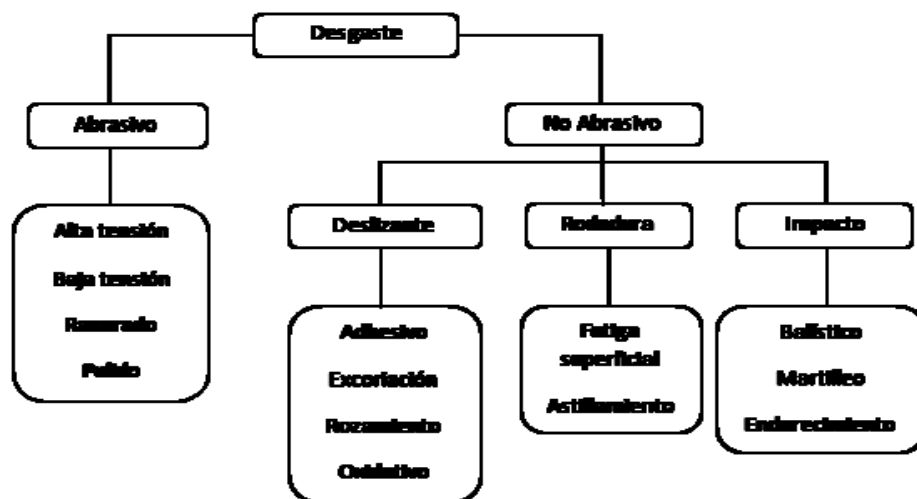 Desgaste
Abrasivo
No Abrasivo
Alta tensión
Baja tensión
Ranurado
Pulido
Deslizante
Rodadura
Impacto
Adhesivo
Excoriación
Rozamiento
Oxidativo
Fatiga
superficial
Astillamiento
Balístico
Martilleo
Endurecimiento